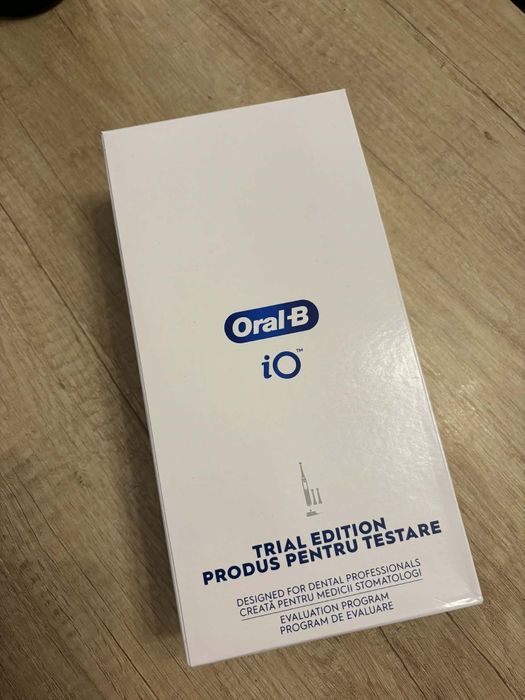 Oral-B
iO™
TRIAL EDITION
PRODUS PENTRU TESTARE
DESIGNED FOR DENTAL PROFESSIONALS
CREATĂ PENTRU MEDICII STOMATOLOGI
EVALUATION PROGRAM
PROGRAM DE EVALUARE